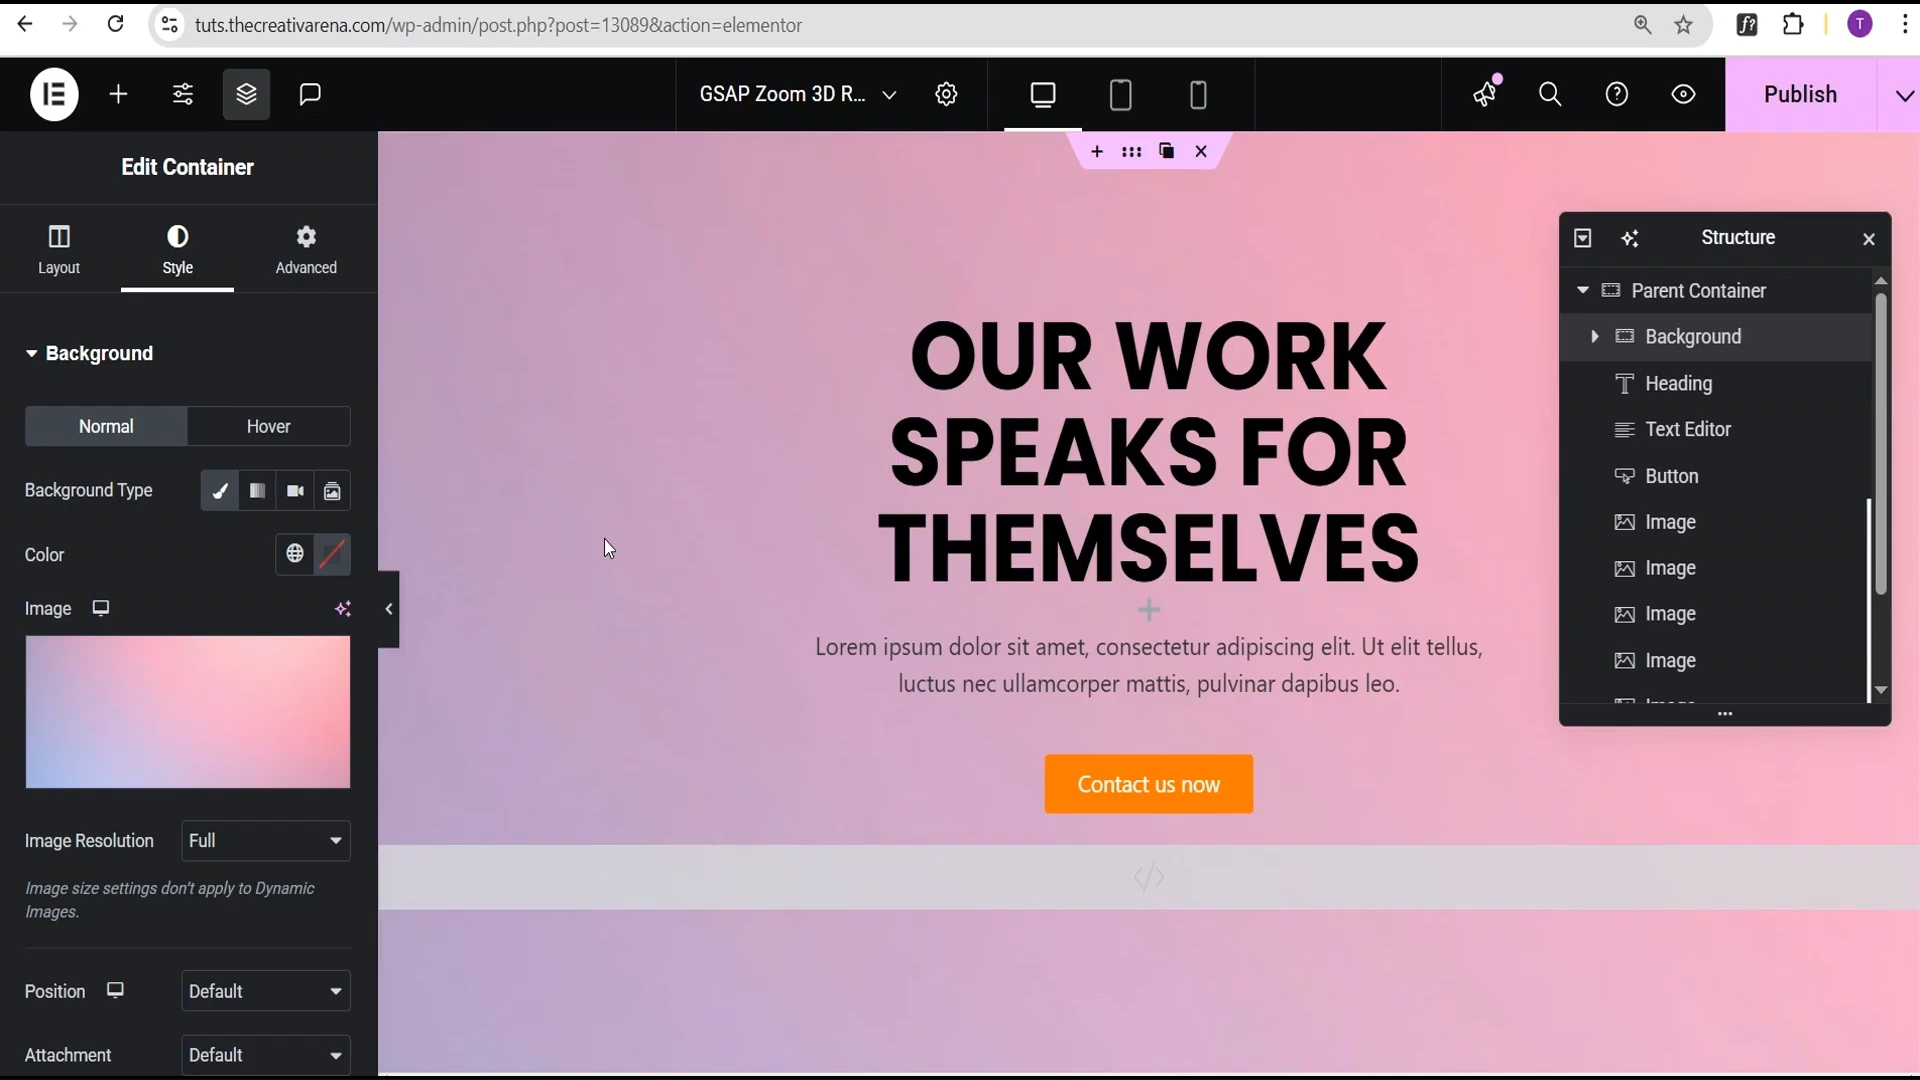 tuts.thecreativarena.com/wp-admin/post.php?post=13089&action=elementor
T
GSAP Zoom 3D R...
Publish
Edit Container
Layout
Style
Advanced
Background
Normal
Hover
Background Type
Color
Image
Image Resolution
Full
Image size settings don't apply to Dynamic
Images.
Position
Default
Attachment
Default
OUR WORK
SPEAKS FOR
THEMSELVES
Lorem ipsum dolor sit amet, consectetur adipiscing elit. Ut elit tellus,
luctus nec ullamcorper mattis, pulvinar dapibus leo.
Contact us now
Structure
Parent Container
Background
Heading
Text Editor
Button
Image
Image
Image
Image